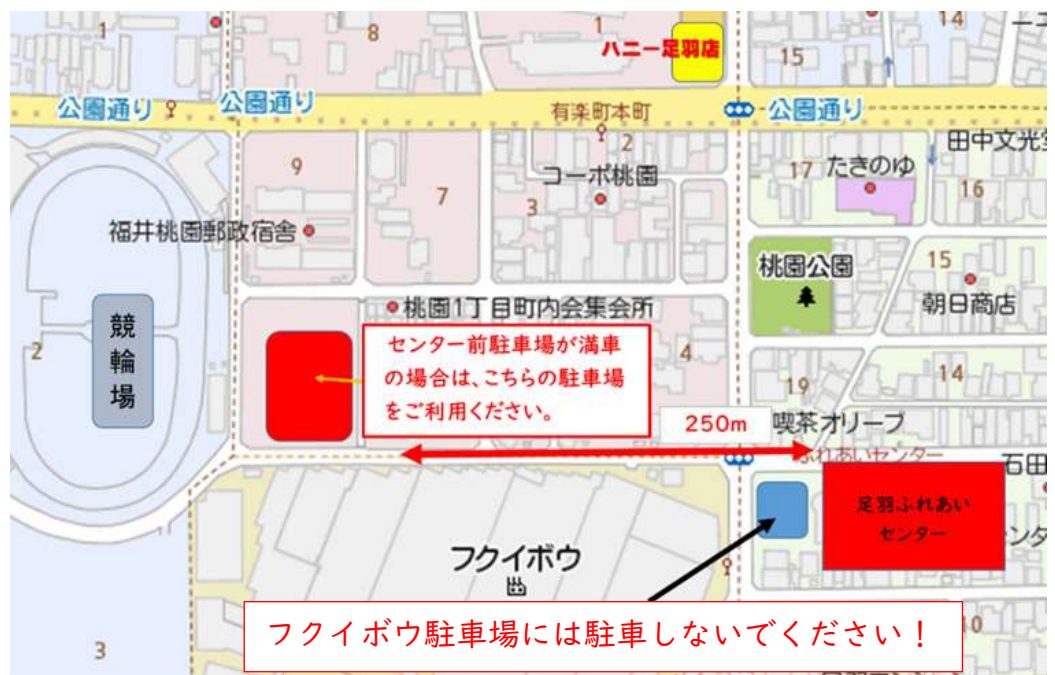 1
8
1
ハニー足羽店
15
14
公園通り
公園通り
有楽町本町
公園通り
9
7
2
3
コーポ桃園
17
たきのゆ
田中文光堂
16
福井桃園郵政宿舎
桃園公園
15
朝日商店
桃園1丁目町内会集会所
2
競輪場
センター前駐車場が満車
の場合は、こちらの駐車場
をご利用ください。
4
19
14
250m
喫茶オリーブ
ふれあいセンター
石田
足羽ふれあい
センター
ンタ
11
フクイボウ
フクイボウ駐車場には駐車しないでください!
10
3